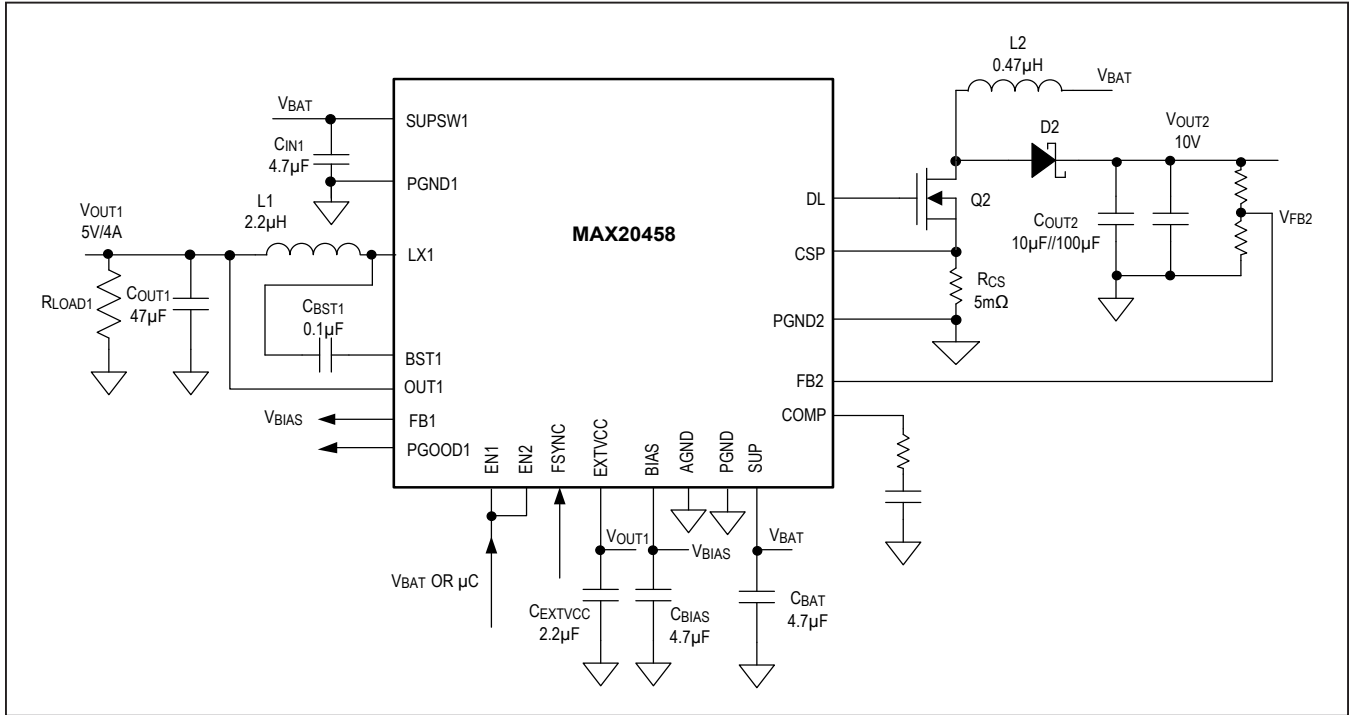 L2
0.47µH
VBAT
VBAT
SUPSW1
CIN1
4.7µF
PGND1
VOUT2
10V
D2
L1
2.2µH
VOUT1
5V/4A
DL
Q2
MAX20458
COUT2
10µF//100µF
VFB2
LX1
CSP
RLOAD1
COUT1
47µF
CBST1
0.1µF
RCS
5mΩ
PGND2
BST1
OUT1
FB2
VBIAS
FB1
COMP
PGOOD1
EN1
EN2
FSYNC
EXTVCC
BIAS
AGND
PGND
SUP
VOUT1
VBIAS
VBAT
VBAT OR µC
CEXTVCC
2.2µF
CBIAS
4.7µF
CBAT
4.7µF